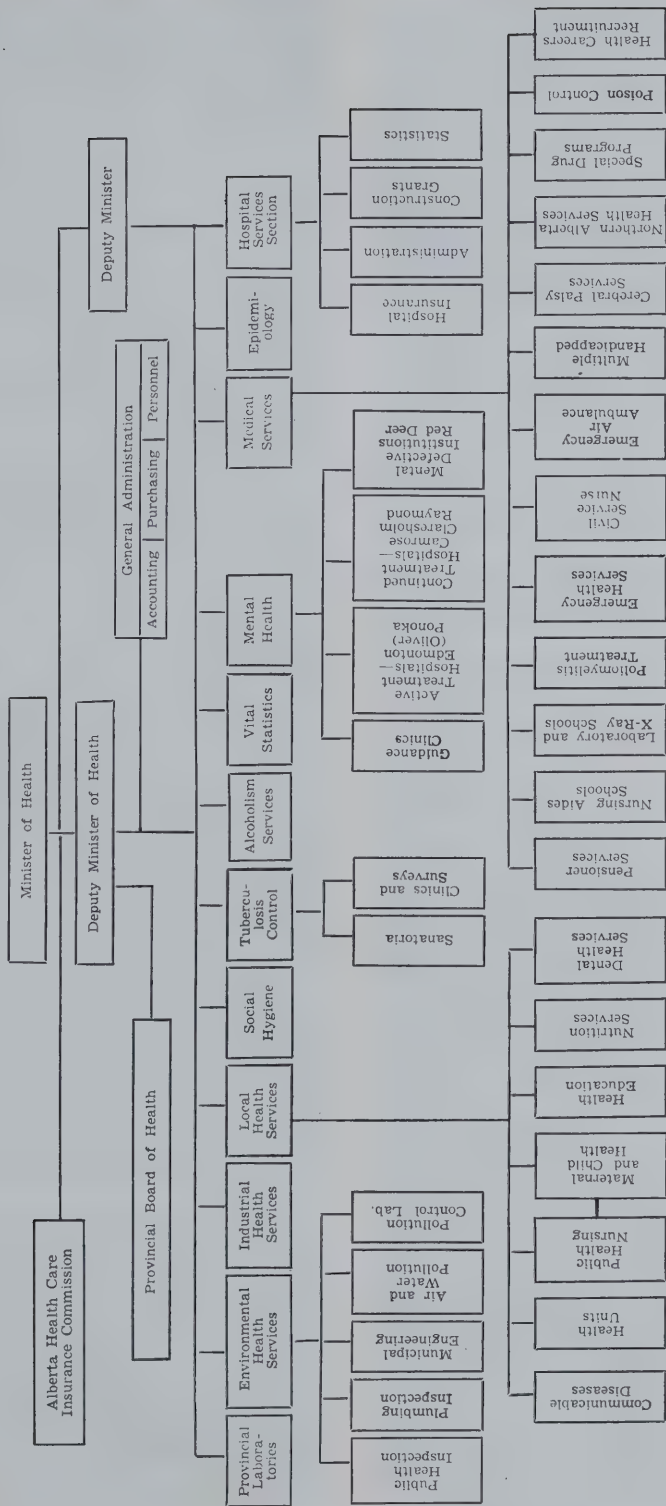 Minister of Health
Alberta Health Care
Insurance Commission
Deputy Minister of Health
Deputy Minister
Provincial Board of Health
General Administration
Accounting | Purchasing | Personnel
Provincial
Labora-
tories
Environmental
Health
Services
Industrial
Health
Services
Local
Health
Services
Social
Hygiene
Tubercu-
losis
Control
Alcoholism
Services
Vital
Statistics
Mental
Health
Medical
Services
Epidemi-
ology
Hospital
Services
Section
Public
Health
Inspection
Plumbing
Inspection
Municipal
Engineering
Air and
Water
Pollution
Pollution
Control Lab.
Sanatoria
Clinics and
Surveys
Guidance
Clinics
Active
Treatment
Hospitals—
Edmonton
(Oliver)
Ponoka
Continued
Treatment
Hospitals—
Camrose
Claresholm
Raymond
Mental
Defective
Institutions
Red Deer
Hospital
Insurance
Administration
Construction
Grants
Statistics
Communicable
Diseases
Health
Units
Public
Health
Nursing
Maternal
and Child
Health
Health
Education
Nutrition
Services
Dental
Health
Services
Pensioner
Services
Nursing Aides
Schools
Laboratory and
X-Ray Schools
Poliomyelitis
Treatment
Emergency
Health
Services
Civil
Service
Nurse
Emergency
Air
Ambulance
Multiple
Handicapped
Cerebral Palsy
Services
Northern Alberta
Health Services
Special Drug
Programs
Poison Control
Health Careers
Recruitment